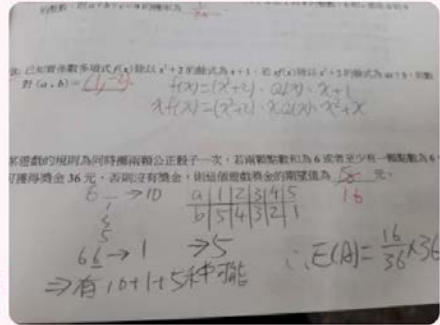 已知實係數多項式f(x)除以x²+2的餘式為x+1，若xf(x)除以x²+2的餘式為ax+b，則數
對(a, b)= (1,-2)
f(x)=(x²+2)·Q(x)·x+1
xf(x)=(x²+2)·xQ(x)·x²+x
某遊戲的規則為同時擲兩顆公正骰子一次，若兩顆點數和為6或者至少有一顆點數為6，
可獲得獎金36元，否則沒有獎金，則這個遊戲獎金的期望值為 元。
16
6 →10
a 1 2 3 4 5
b 5 4 3 2 1
1
5
66→1
⇒5
∴E(A)=16/36×36
⇒有10+1+5種可能